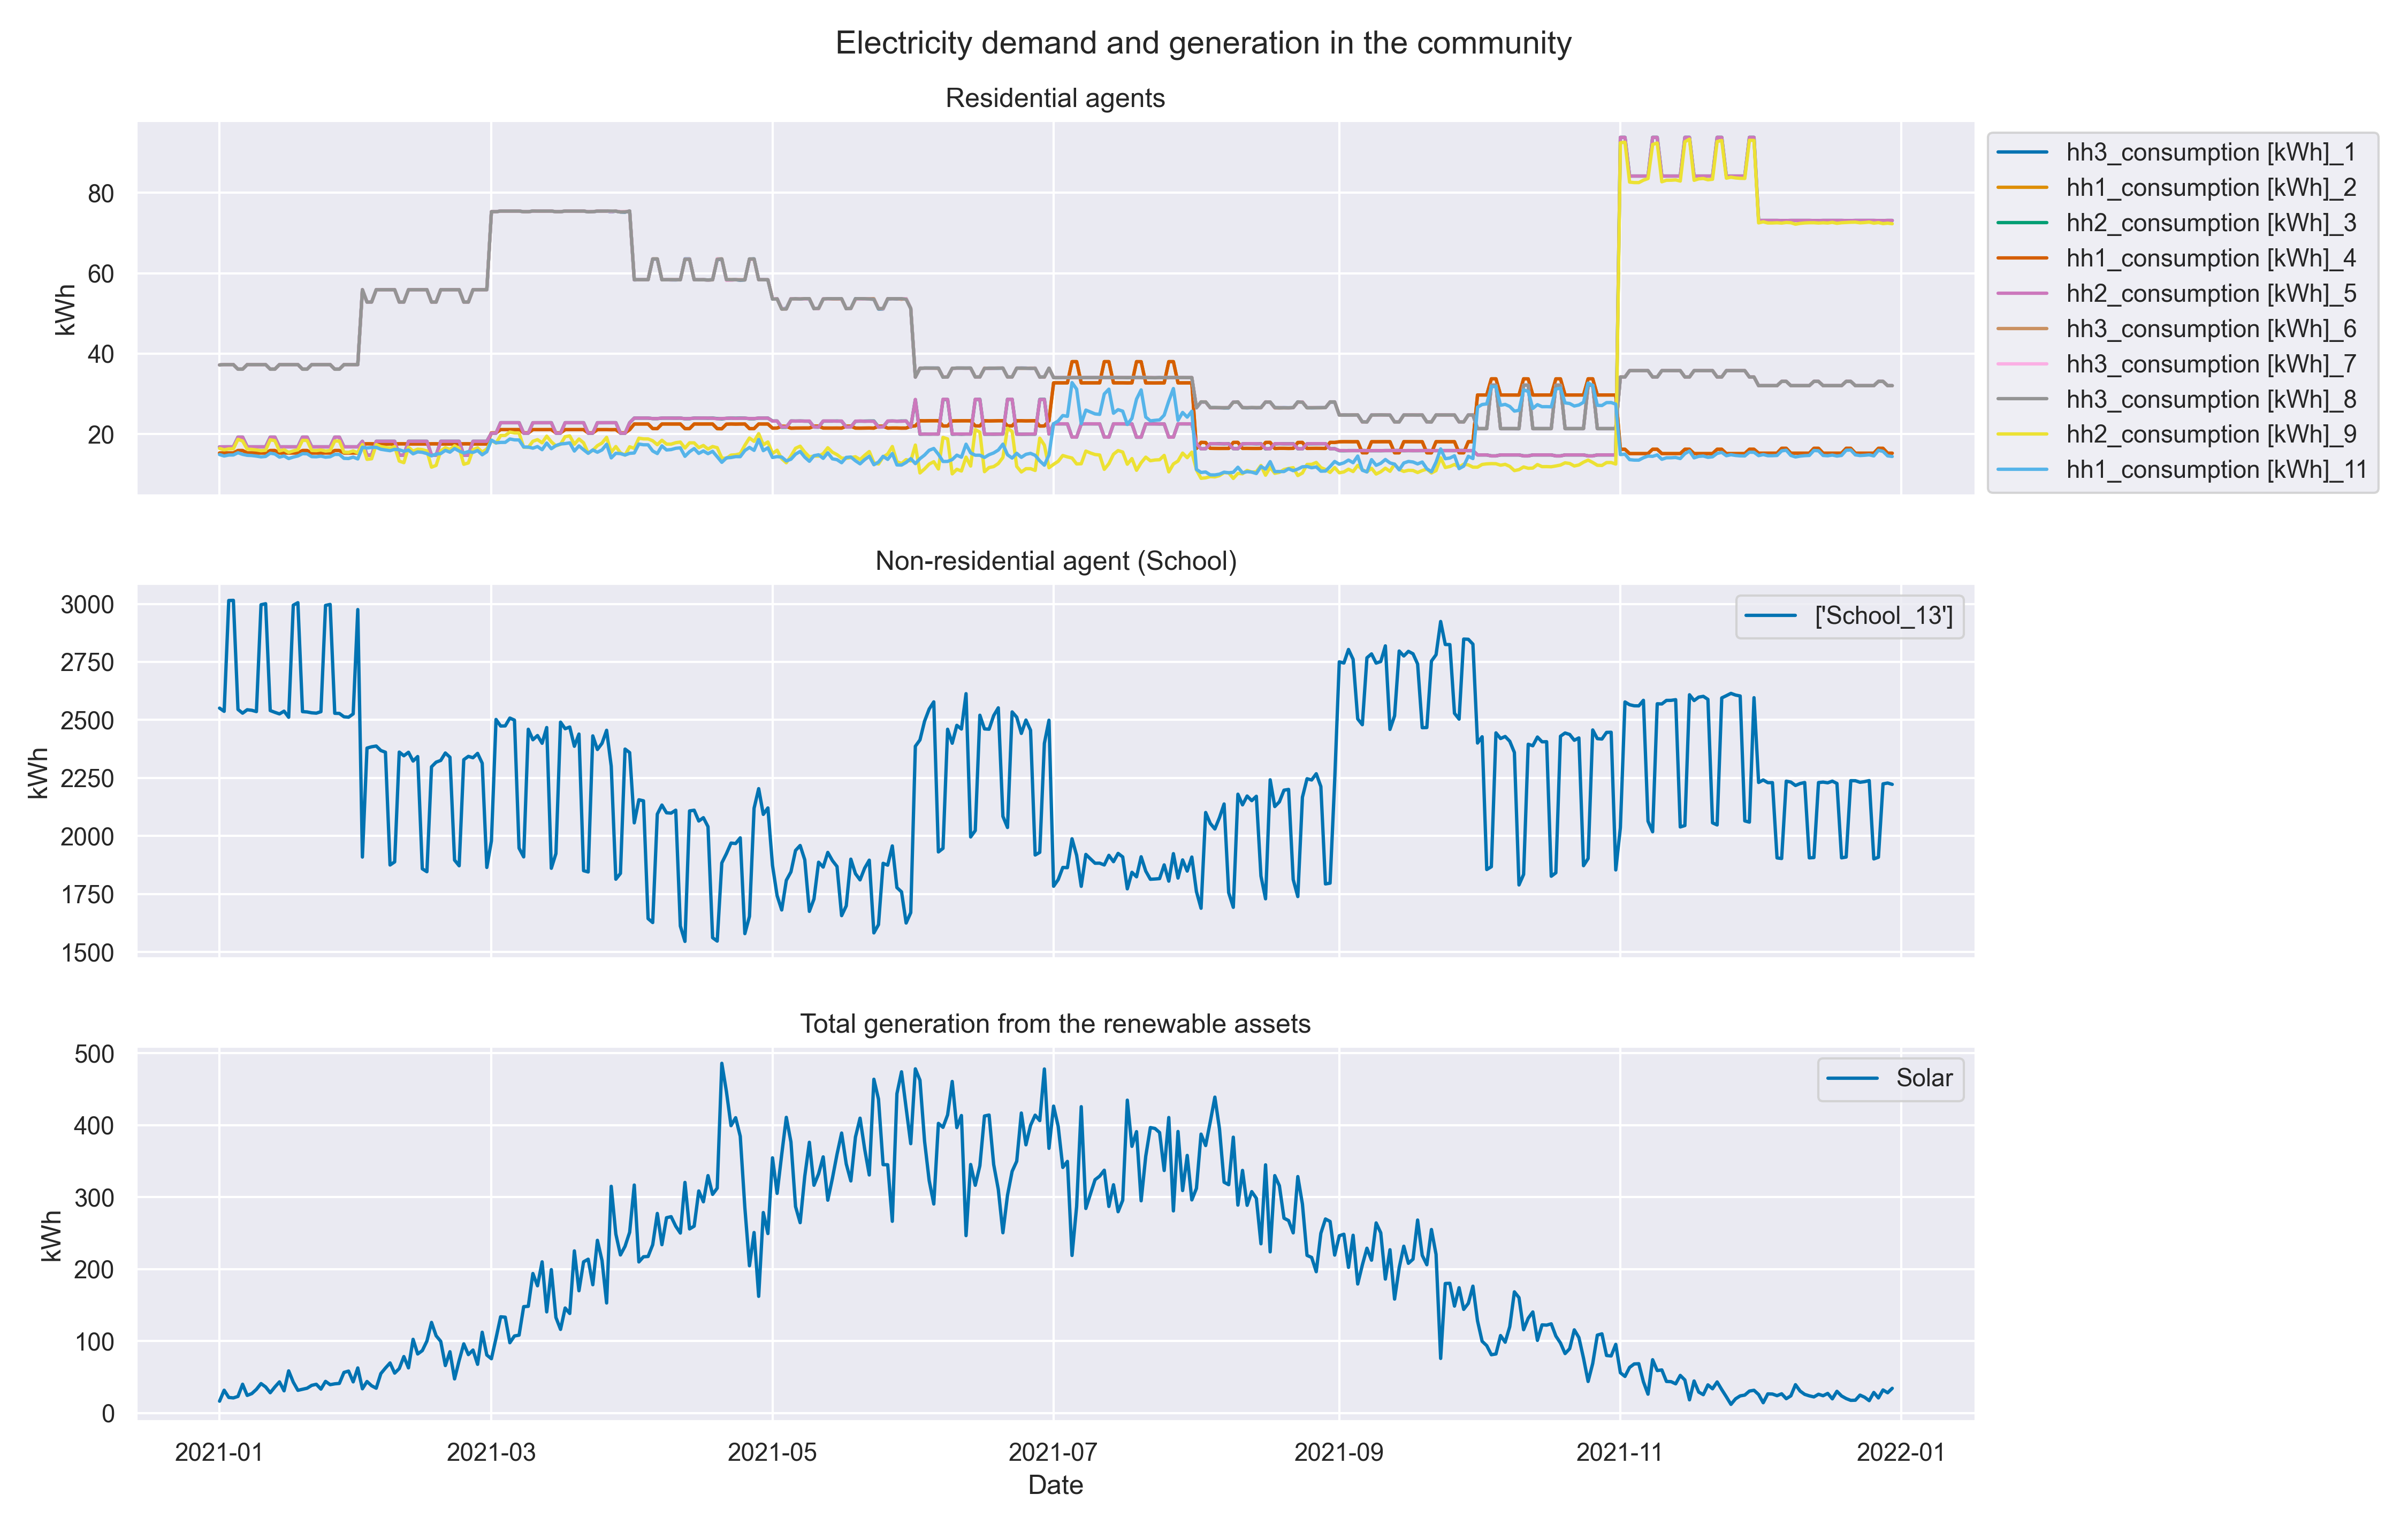 Electricity demand and generation in the community
Residential agents
80
60
40
20
kWh
hh3_consumption [kWh]_1
hh1_consumption [kWh]_2
hh2_consumption [kWh]_3
hh1_consumption [kWh]_4
hh2_consumption [kWh]_5
hh3_consumption [kWh]_6
hh3_consumption [kWh]_7
hh3_consumption [kWh]_8
hh2_consumption [kWh]_9
hh1_consumption [kWh]_11
Non-residential agent (School)
3000
2750
2500
2250
2000
1750
1500
kWh
['School_13']
Total generation from the renewable assets
500
400
300
200
100
0
kWh
Solar
2021-01 2021-03 2021-05 2021-07 2021-09 2021-11 2022-01
Date